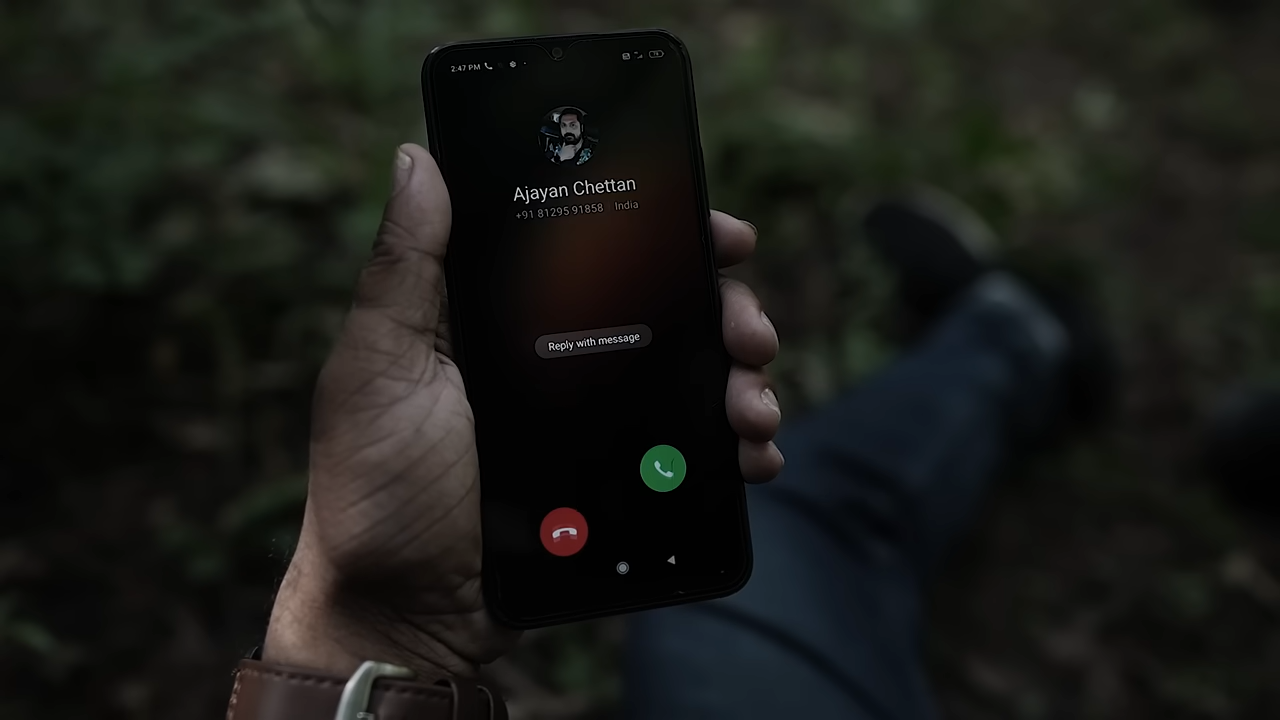 2:47 PM
Ajayan Chettan
+91 81295 91858 India
Reply with message